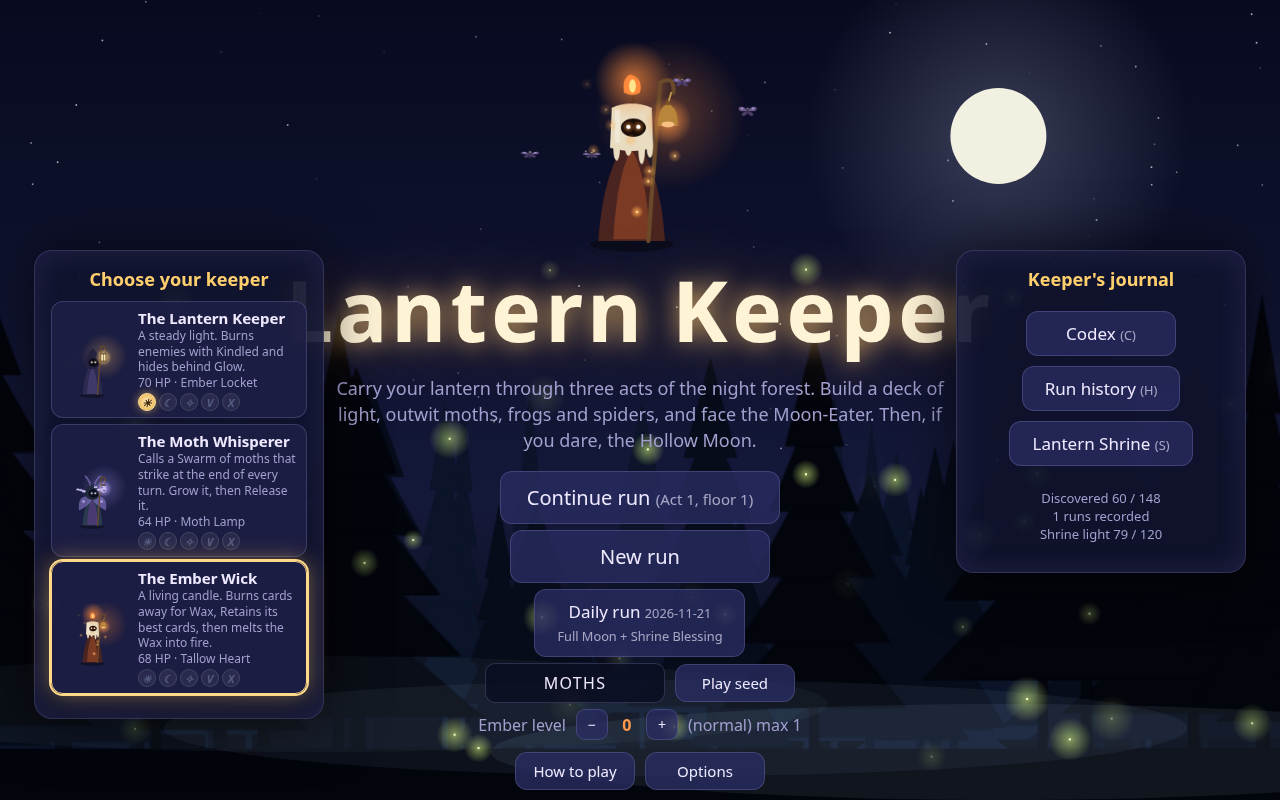 Choose your keeper
The Lantern Keeper
A steady light. Burns
enemies with Kindled and
hides behind Glow.
70 HP · Ember Locket
☀ ☾ ✧ V X
The Moth Whisperer
Calls a Swarm of moths that
strike at the end of every
turn. Grow it, then Release
it.
64 HP · Moth Lamp
☀ ☾ ✧ V X
The Ember Wick
A living candle. Burns cards
away for Wax, Retains its
best cards, then melts the
Wax into fire.
68 HP · Tallow Heart
☀ ☾ ✧ V X
Lantern Keeper
Carry your lantern through three acts of the night forest. Build a deck of
light, outwit moths, frogs and spiders, and face the Moon-Eater. Then, if
you dare, the Hollow Moon.
Continue run (Act 1, floor 1)
New run
Daily run 2026-11-21
Full Moon + Shrine Blessing
MOTHS Play seed
Ember level − 0 + (normal) max 1
How to play Options
Keeper's journal
Codex (C)
Run history (H)
Lantern Shrine (S)
Discovered 60 / 148
1 runs recorded
Shrine light 79 / 120